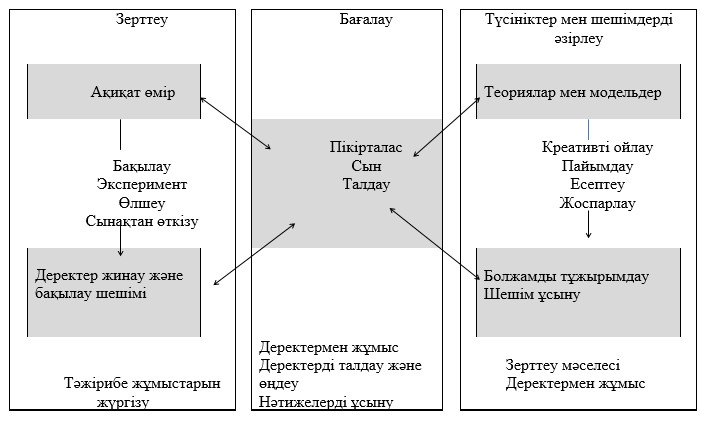 Зерттеу
Ақиқат өмір
Бақылау
Эксперимент
Өлшеу
Сынақтан өткізу
Деректер жинау және
бақылау шешімі
Тәжірибе жұмыстарын
жүргізу
Бағалау
Пікірталас
Сын
Талдау
Деректермен жұмыс
Деректерді талдау және
өңдеу
Нәтижелерді ұсыну
Түсініктер мен шешімдерді
әзірлеу
Теориялар мен модельдер
Креативті ойлау
Пайымдау
Есептеу
Жоспарлау
Болжамды тұжырымдау
Шешім ұсыну
Зерттеу мәселесі
Деректермен жұмыс